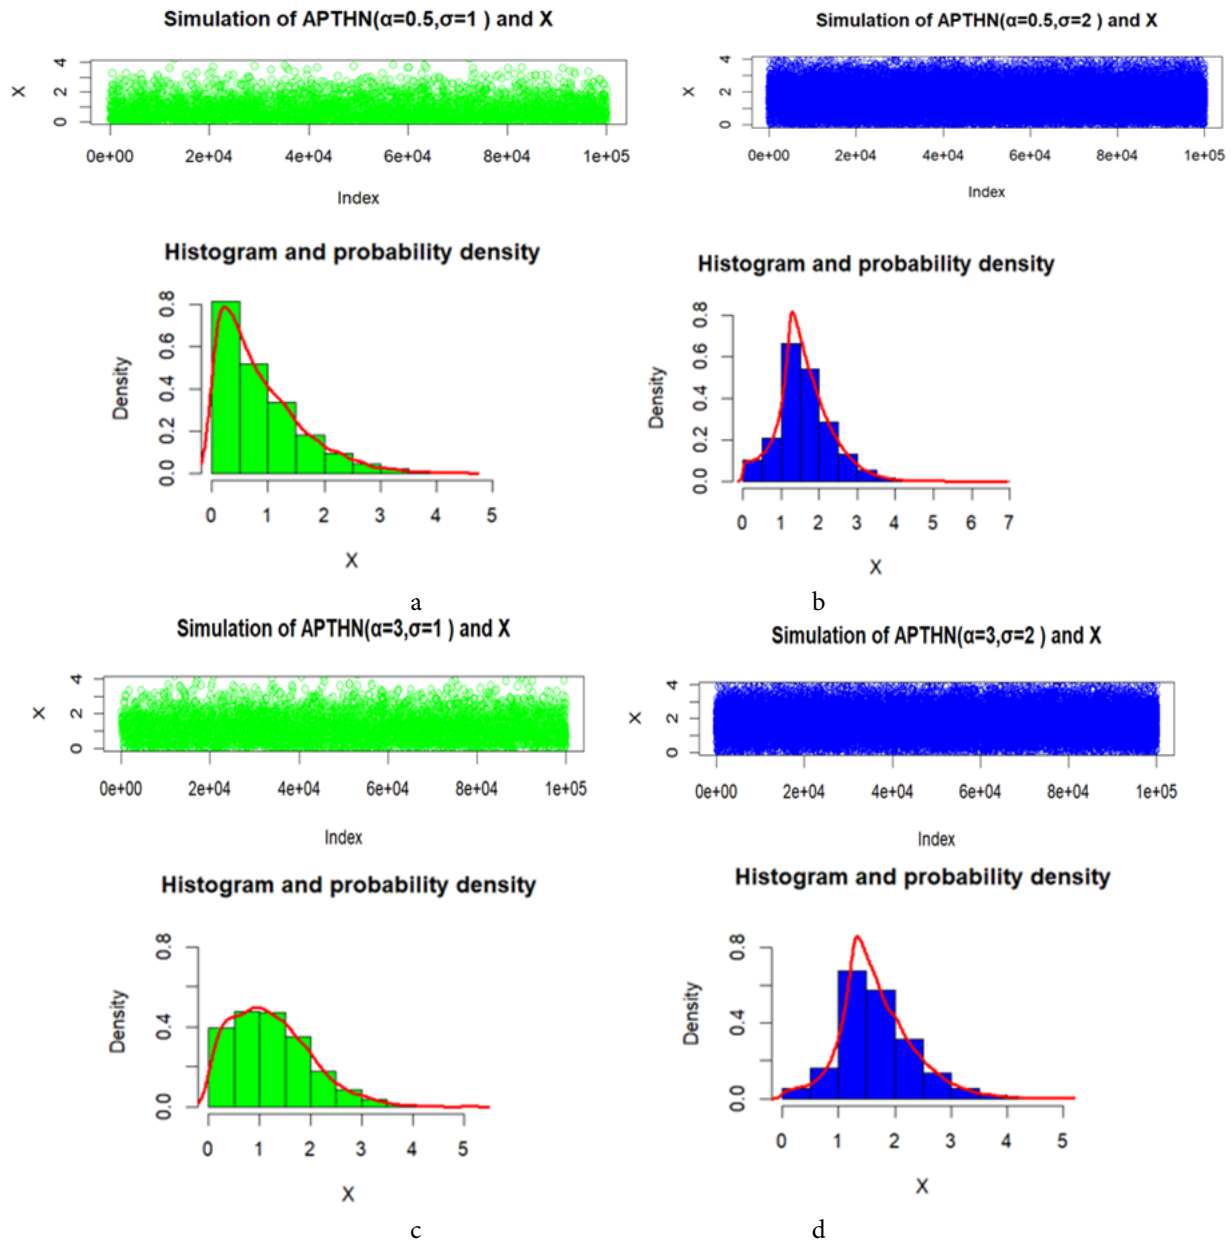 Simulation of APTHN(α=0.5,σ=1 ) and X
X
0 2 4
0e+00 2e+04 4e+04 6e+04 8e+04 1e+05
Index
Histogram and probability density
Density
0.0 0.2 0.4 0.6 0.8
0 1 2 3 4 5
X
a
Simulation of APTHN(α=0.5,σ=2 ) and X
X
0 2 4
0e+00 2e+04 4e+04 6e+04 8e+04 1e+05
Index
Histogram and probability density
Density
0.0 0.2 0.4 0.6 0.8
0 1 2 3 4 5 6 7
X
b
Simulation of APTHN(α=3,σ=1 ) and X
X
0 2 4
0e+00 2e+04 4e+04 6e+04 8e+04 1e+05
Index
Histogram and probability density
Density
0.0 0.4 0.8
0 1 2 3 4 5
X
c
Simulation of APTHN(α=3,σ=2 ) and X
X
0 2 4
0e+00 2e+04 4e+04 6e+04 8e+04 1e+05
Index
Histogram and probability density
Density
0.0 0.4 0.8
0 1 2 3 4 5
X
d